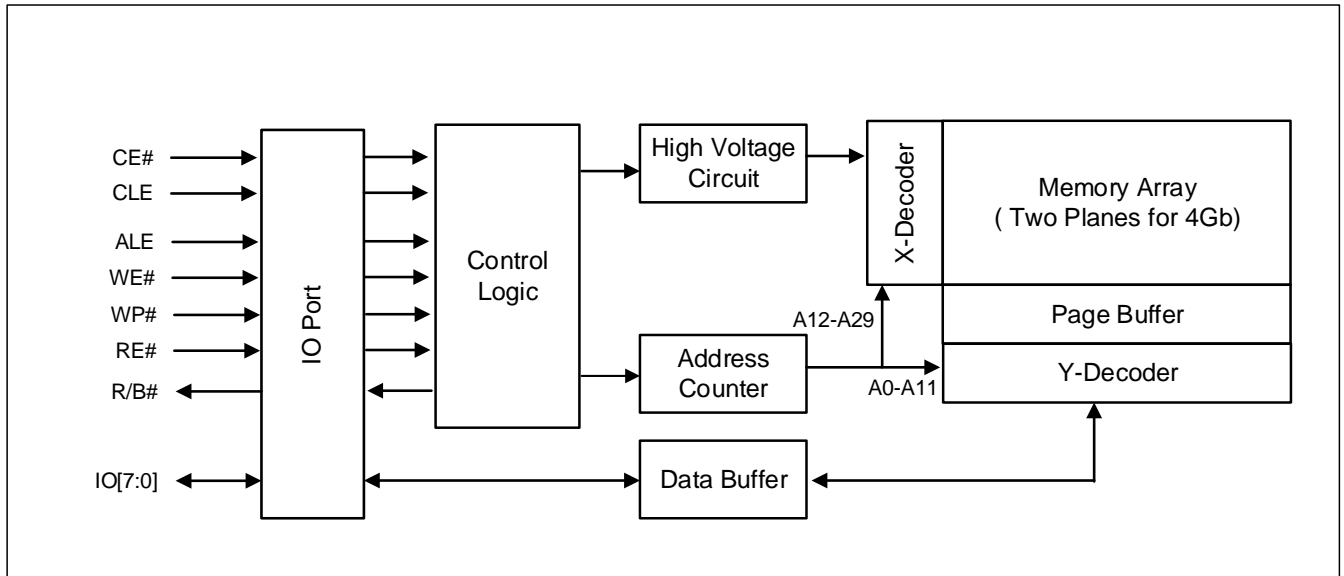 CE#
CLE
ALE
WE#
WP#
RE#
R/B#
IO[7:0]
IO Port
Control
Logic
High Voltage
Circuit
Address
Counter
Data Buffer
A12-A29
A0-A11
X-Decoder
Memory Array
( Two Planes for 4Gb)
Page Buffer
Y-Decoder